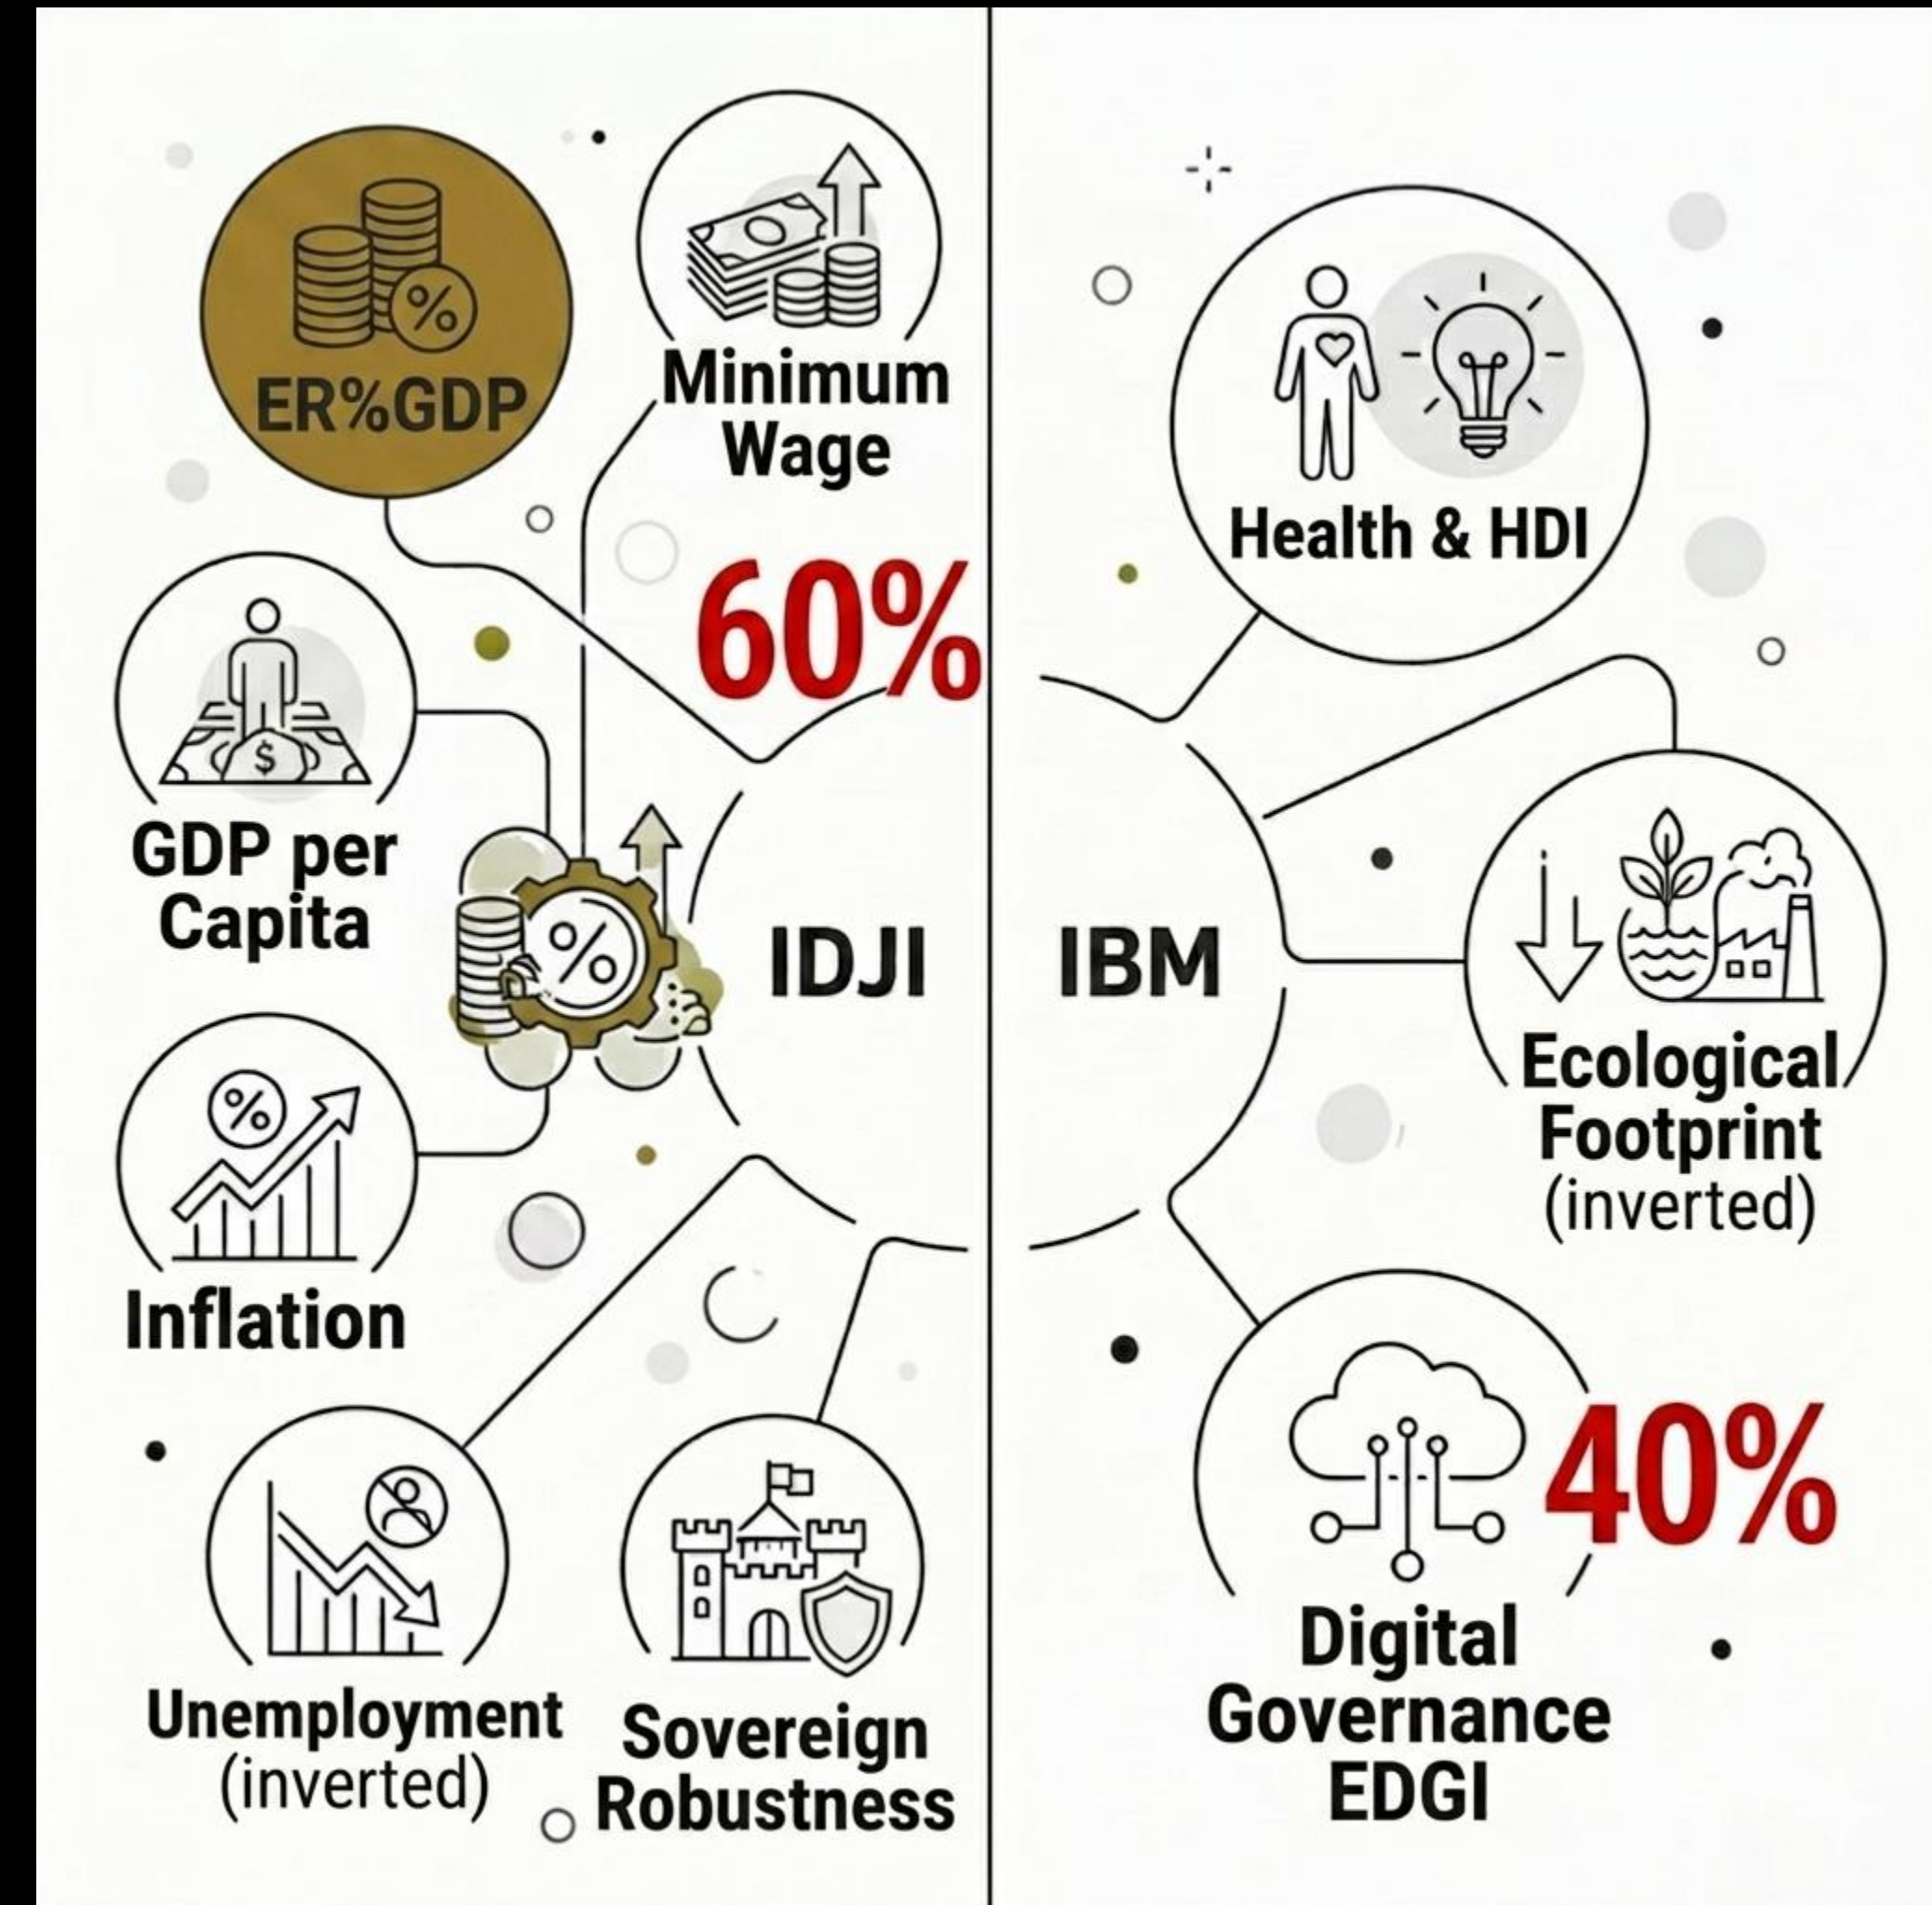 ER%GDP
Minimum
Wage
60%
GDP per
Capita
$
%
IDJI
%
Inflation
Unemployment
(inverted)
Sovereign
Robustness
Health & HDI
IBM
Ecological
Footprint
(inverted)
40%
Digital
Governance
EDGI